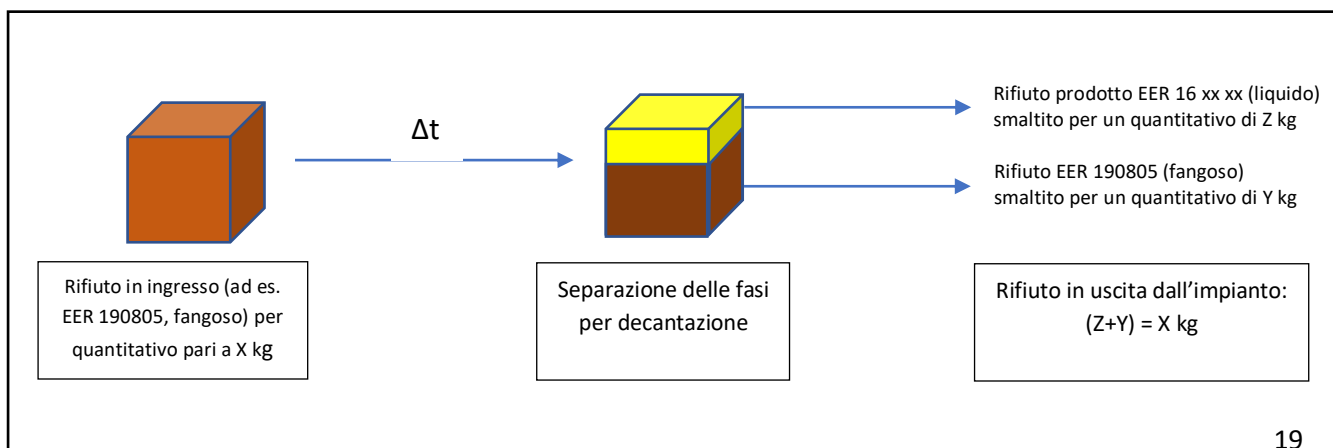 Δt
Rifiuto prodotto EER 16 xx xx (liquido)
smaltito per un quantitativo di Z kg
Rifiuto EER 190805 (fangoso)
smaltito per un quantitativo di Y kg
Rifiuto in ingresso (ad es.
EER 190805, fangoso) per
quantitativo pari a X kg
Separazione delle fasi
per decantazione
Rifiuto in uscita dall’impianto:
(Z+Y) = X kg
19